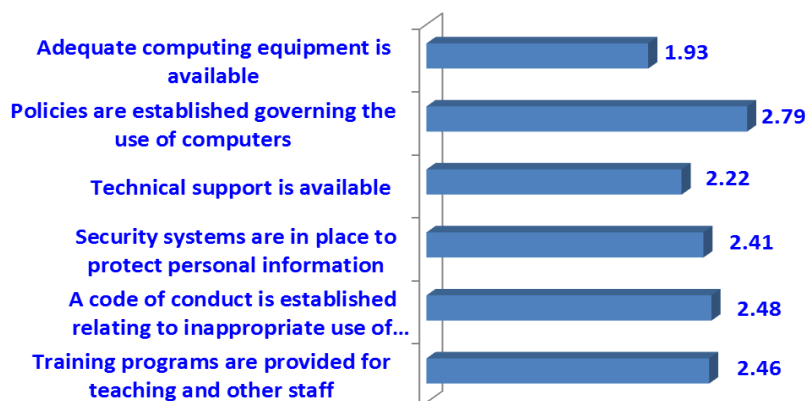 Adequate computing equipment is
available
1.93
Policies are established governing the
use of computers
2.79
Technical support is available
2.22
Security systems are in place to
protect personal information
2.41
A code of conduct is established
relating to inappropriate use of...
2.48
Training programs are provided for
teaching and other staff
2.46